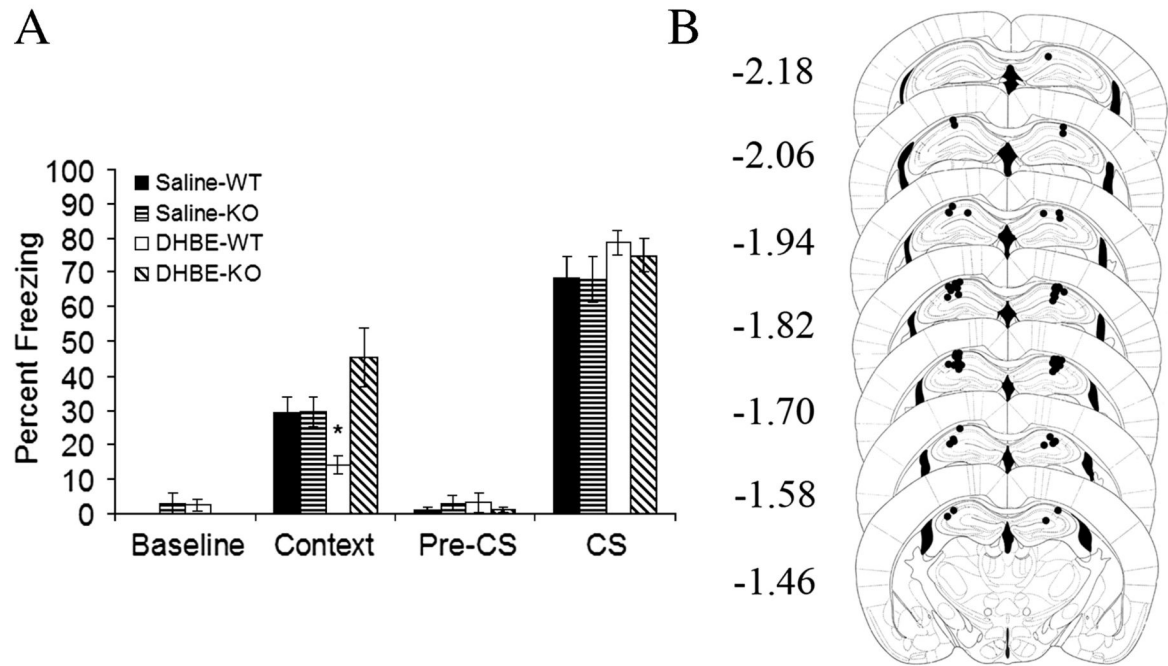 A
Percent Freezing
100
90
80
70
60
50
40
30
20
10
0
Saline-WT
Saline-KO
DHBE-WT
DHBE-KO
*
Baseline Context Pre-CS CS
B
-2.18
-2.06
-1.94
-1.82
-1.70
-1.58
-1.46